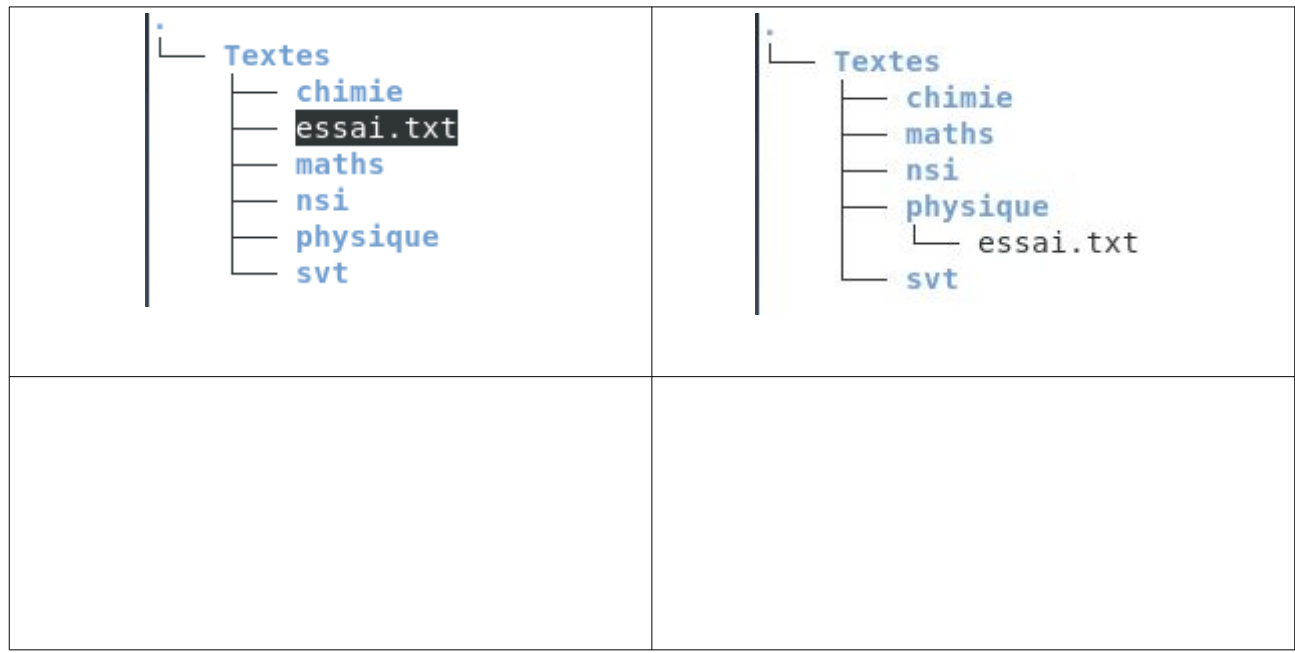 .
Textes
chimie
essai.txt
maths
nsi
physique
svt
.
Textes
chimie
maths
nsi
physique
essai.txt
svt